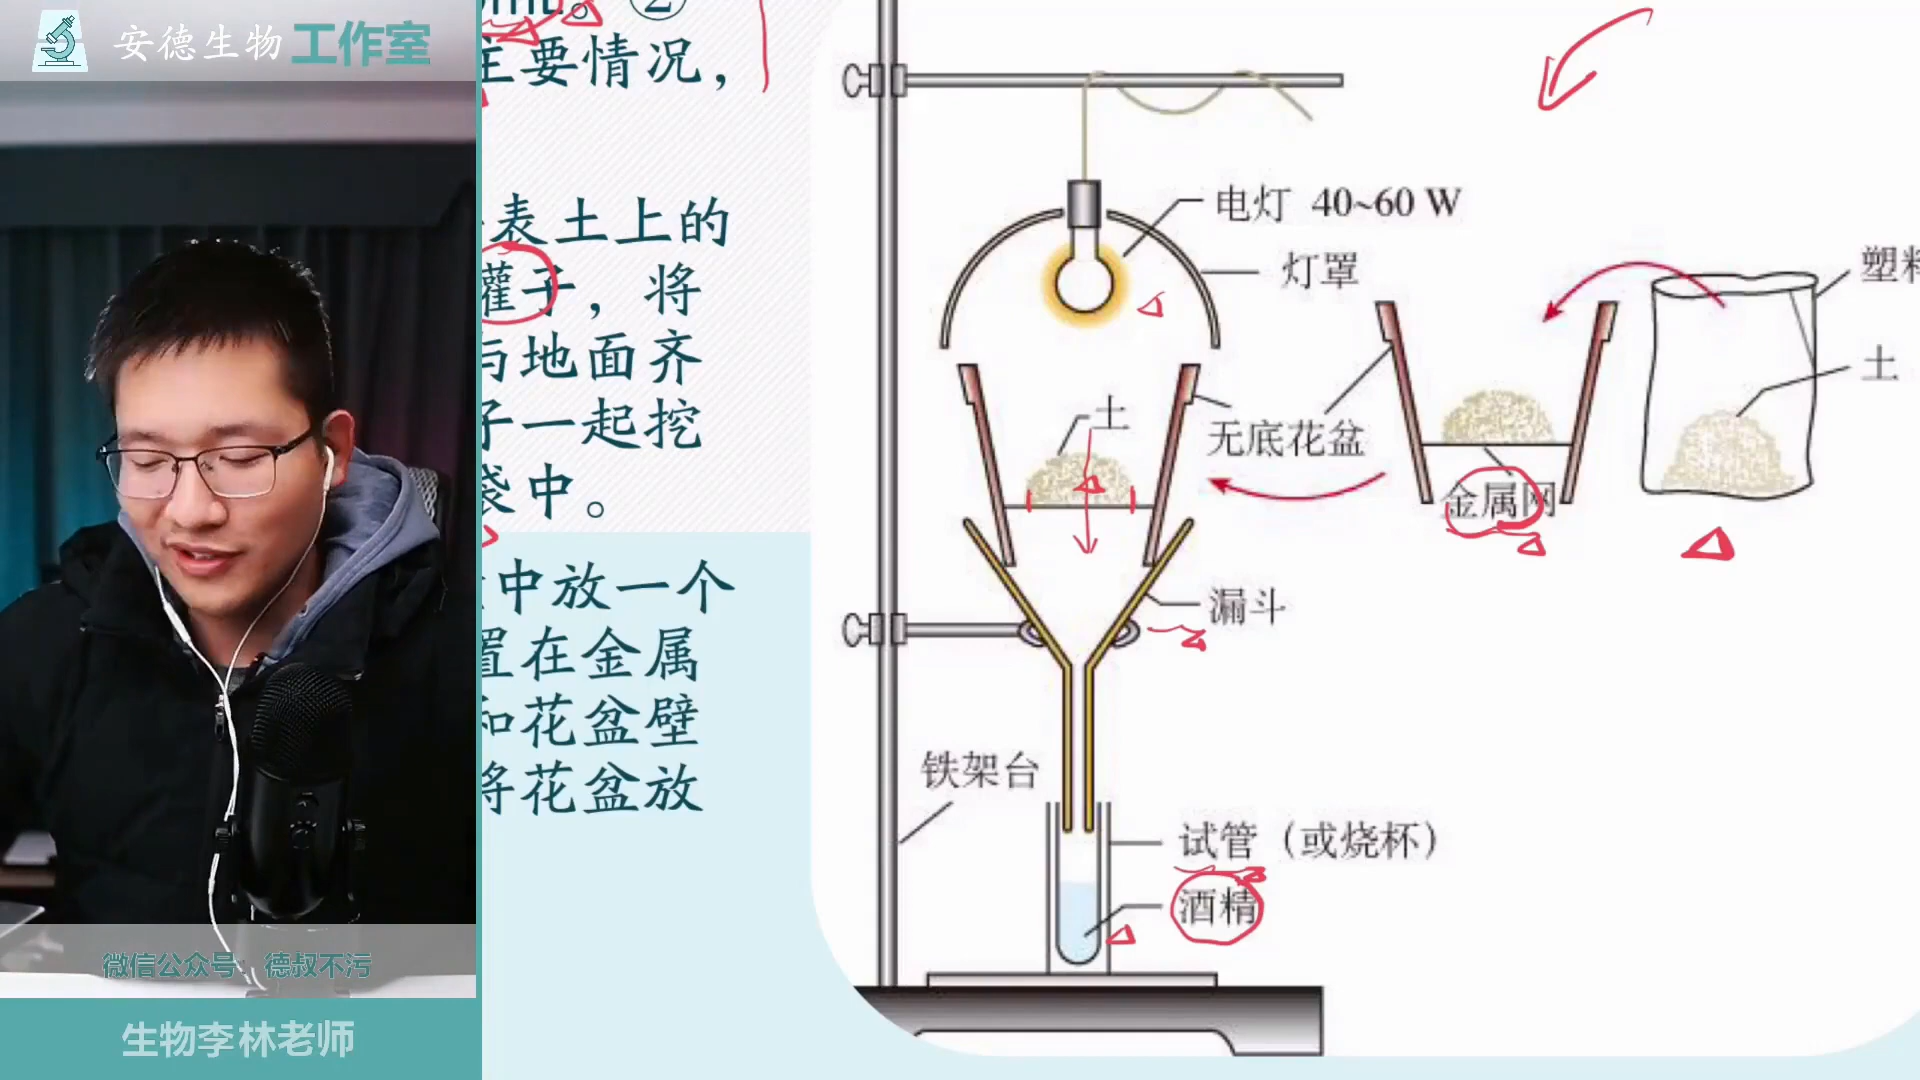 安德生物 工作室
主要情况，
表土上的
罐子，将
与地面齐
子一起挖
袋中。
中放一个
置在金属
和花盆壁
将花盆放
电灯 40~60 W
灯罩
土
无底花盆
金属网
塑料
土
漏斗
铁架台
试管（或烧杯）
酒精
微信公众号：德叔不污
生物李林老师